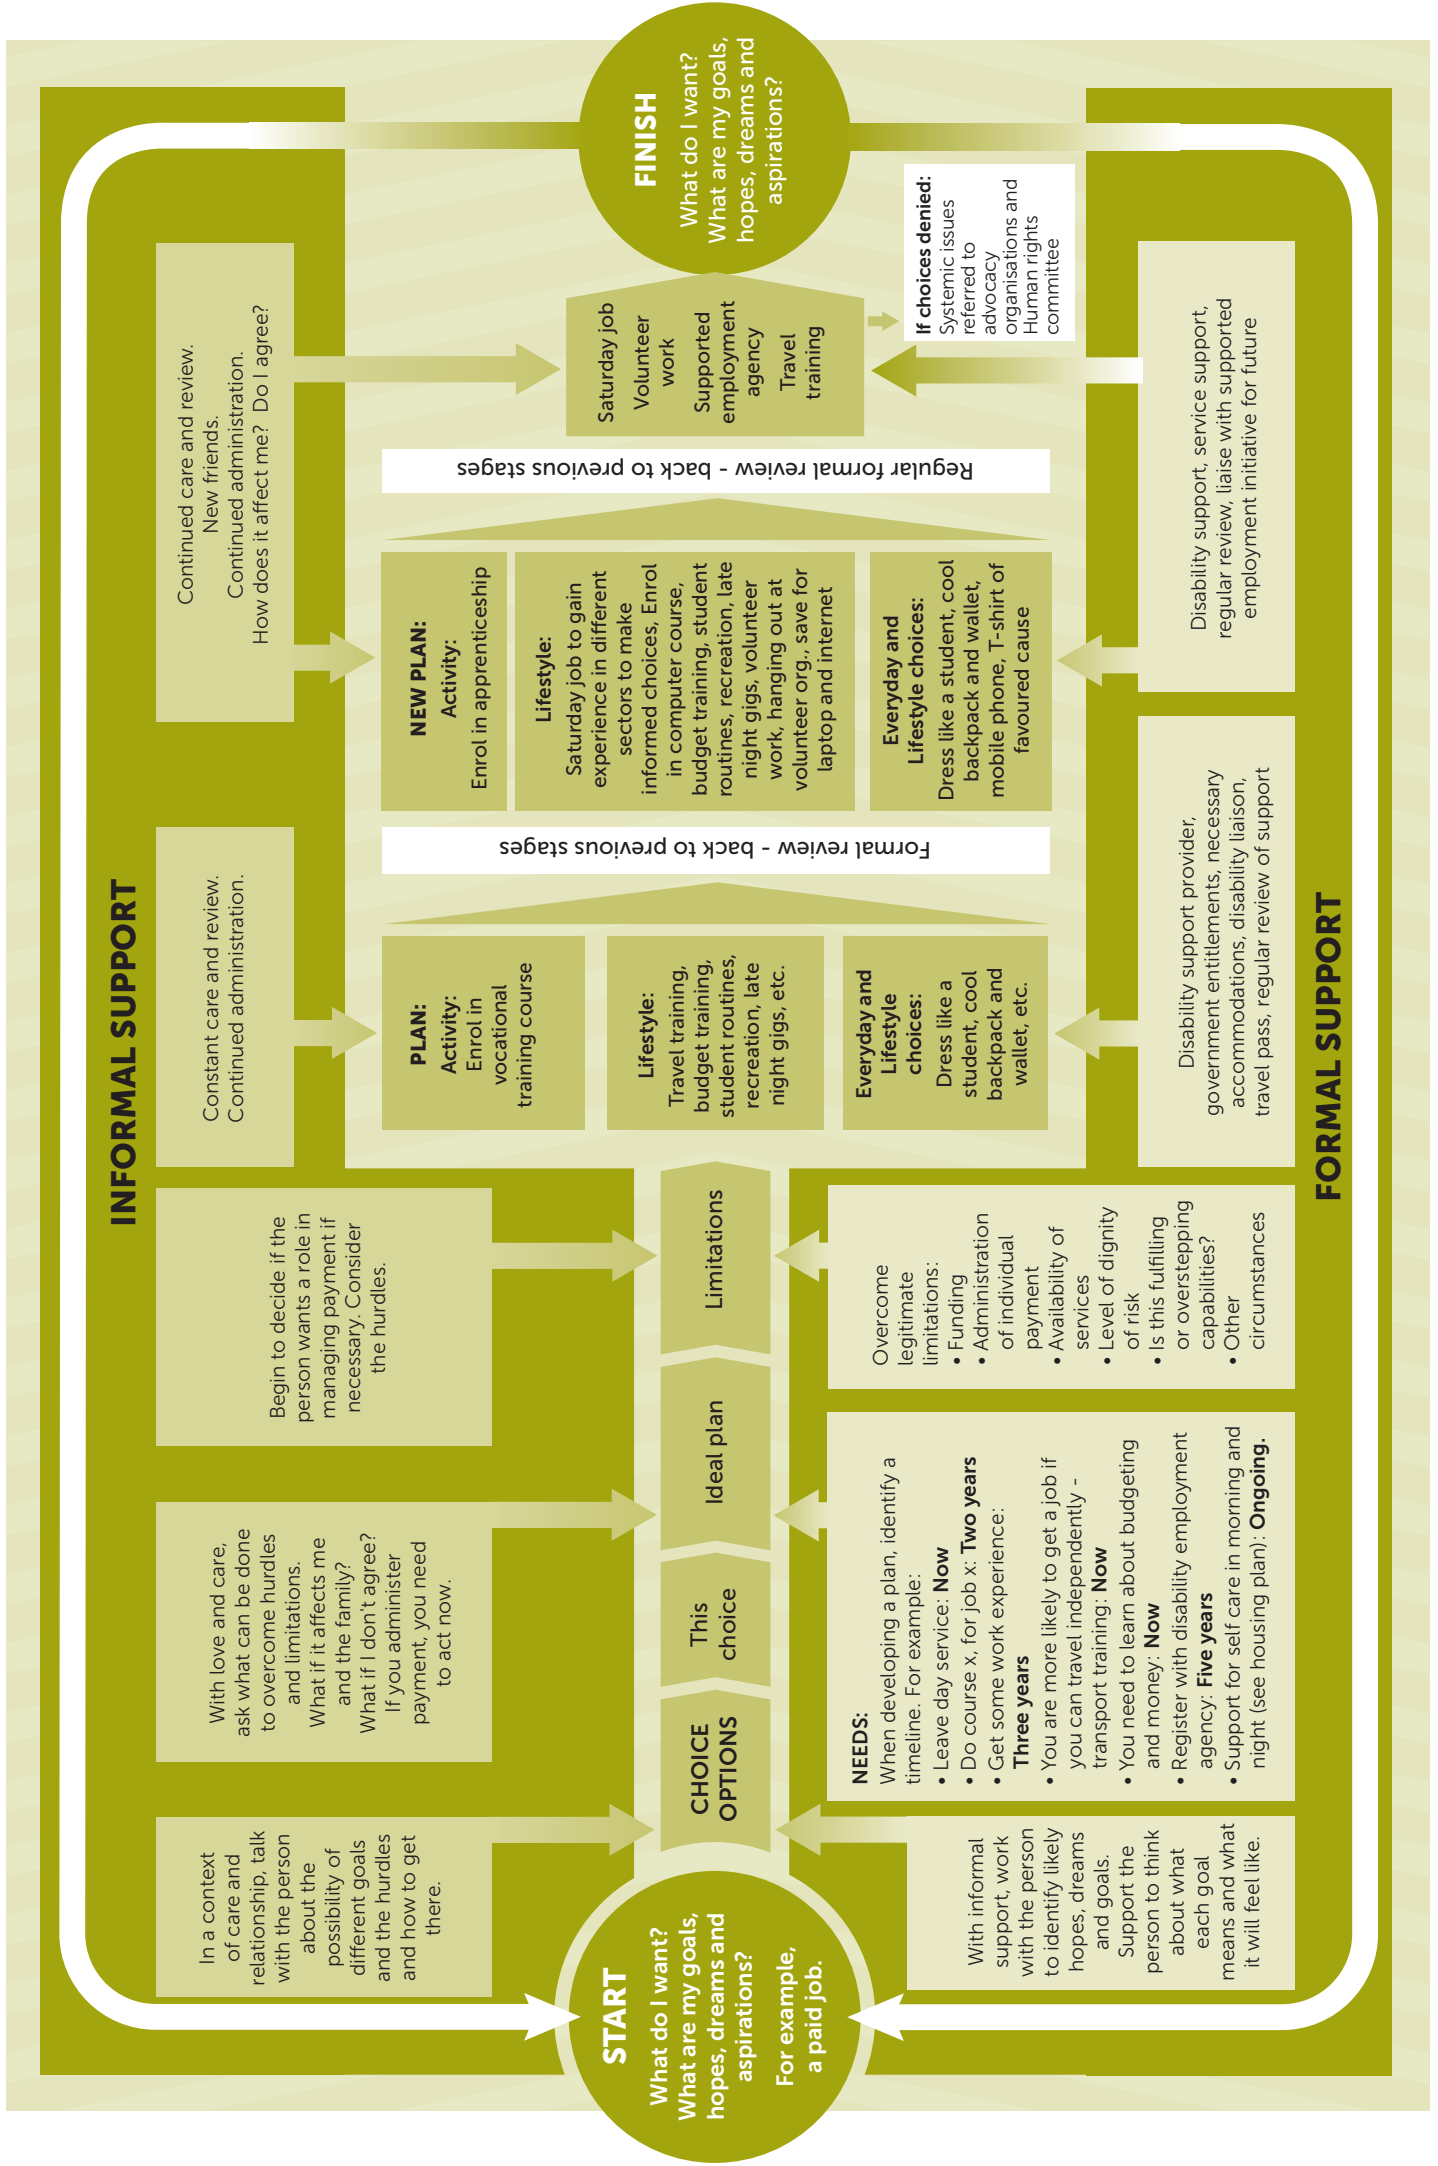 INFORMAL SUPPORT
In a context
of care and
relationship, talk
with the person
about the
possibility of
different goals
and the hurdles
and how to get
there.
With love and care,
ask what can be done
to overcome hurdles
and limitations.
What if it affects me
and the family?
What if I don't agree?
If you administer
payment, you need
to act now.
Begin to decide if the
person wants a role in
managing payment if
necessary. Consider
the hurdles.
Constant care and review.
Continued administration.
Continued care and review.
New friends.
Continued administration.
How does it affect me? Do I agree?
START
What do I want?
What are my goals,
hopes, dreams and
aspirations?
For example,
a paid job.
CHOICE
OPTIONS
This
choice
Ideal plan
Limitations
PLAN:
Activity:
Enrol in
vocational
training course
Lifestyle:
Travel training,
budget training,
student routines,
recreation, late
night gigs, etc.
Everyday and
Lifestyle
choices:
Dress like a
student, cool
backpack and
wallet, etc.
Formal review - back to previous stages
NEW PLAN:
Activity:
Enrol in apprenticeship
Lifestyle:
Saturday job to gain
experience in different
sectors to make
informed choices, Enrol
in computer course,
budget training, student
routines, recreation, late
night gigs, volunteer
work, hanging out at
volunteer org., save for
laptop and internet
Everyday and
Lifestyle choices:
Dress like a student, cool
backpack and wallet,
mobile phone, T-shirt of
favoured cause
Regular formal review - back to previous stages
Saturday job
Volunteer
work
Supported
employment
agency
Travel
training
If choices denied:
Systemic issues
referred to
advocacy
organisations and
Human rights
committee
FINISH
What do I want?
What are my goals,
hopes, dreams and
aspirations?
With informal
support, work
with the person
to identify likely
hopes, dreams
and goals.
Support the
person to think
about what
each goal
means and what
it will feel like.
NEEDS:
When developing a plan, identify a
timeline. For example:
• Leave day service: Now
• Do course x, for job x: Two years
• Get some work experience:
Three years
• You are more likely to get a job if
you can travel independently -
transport training: Now
• You need to learn about budgeting
and money: Now
• Register with disability employment
agency: Five years
• Support for self care in morning and
night (see housing plan): Ongoing.
Overcome
legitimate
limitations:
• Funding
• Administration
of individual
payment
• Availability of
services
• Level of dignity
of risk
• Is this fulfilling
or overstepping
capabilities?
• Other
circumstances
Disability support provider,
government entitlements, necessary
accommodations, disability liaison,
travel pass, regular review of support
Disability support, service support,
regular review, liaise with supported
employment initiative for future
FORMAL SUPPORT